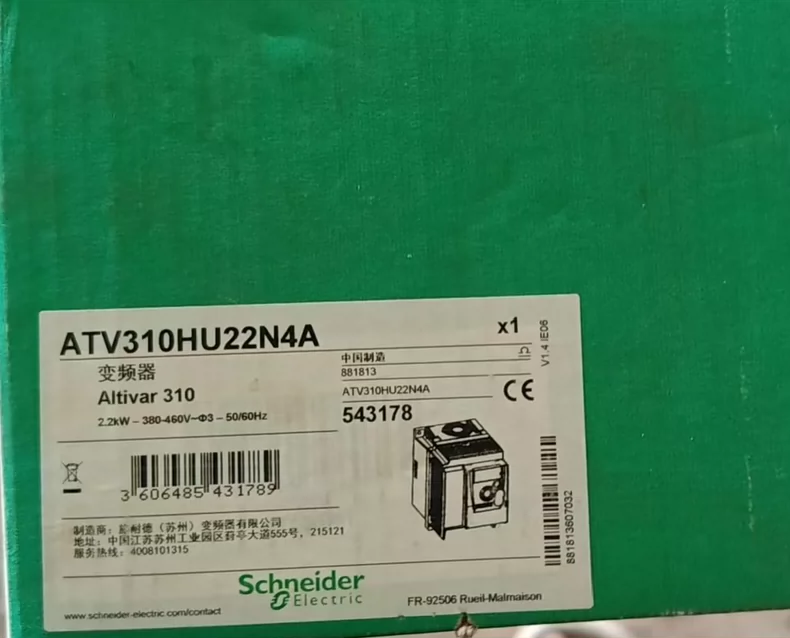 ATV310HU22N4A
x1
变频器
Altivar 310
2.2kW - 380-460V~Φ3 - 50/60Hz
中国制造
881813
ATV310HU22N4A
543178
CE
V1.4 IE06
3 606485 431789
881813607032
制造商：施耐德（苏州）变频器有限公司
地址：中国江苏苏州工业园区葑亭大道555号，215121
服务热线：4008101315
Schneider
Electric
www.schneider-electric.com/contact
FR-92506 Rueil-Malmaison